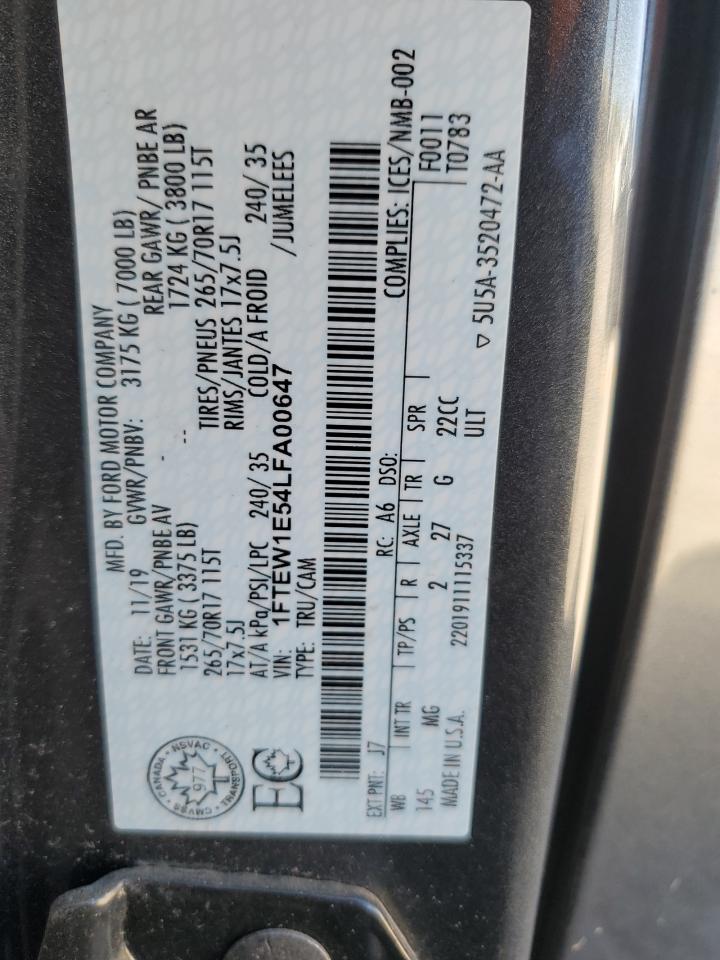 MFD. BY FORD MOTOR COMPANY
DATE: 11/19 GVWR/PNBV: 3175 KG ( 7000 LB)
FRONT GAWR/PNBE AV REAR GAWR/ PNBE AR
1531 KG ( 3375 LB) 1724 KG ( 3800 LB)
265/70R17 115T -- TIRES/PNEUS 265/70R17 115T
17x7.5J RIMS/JANTES 17x7.5J
AT/A kPa/PSI/LPC 240/ 35 COLD/A FROID 240/ 35
VIN: 1FTEW1E54LFA00647 /JUMELEES
TYPE: TRU/CAM
CANADA • NSVAC • TRANSPORT • CMVSS
977
T
EC
EXT PNT: J7 RC: A6 DSO: COMPLIES: ICES/NMB-002
WB INT TR TP/PS R AXLE TR SPR F0011
145 MG 2 27 G 22CC T0783
MADE IN U.S.A. 2201911115337 ULT
▽ 5U5A-3520472-AA